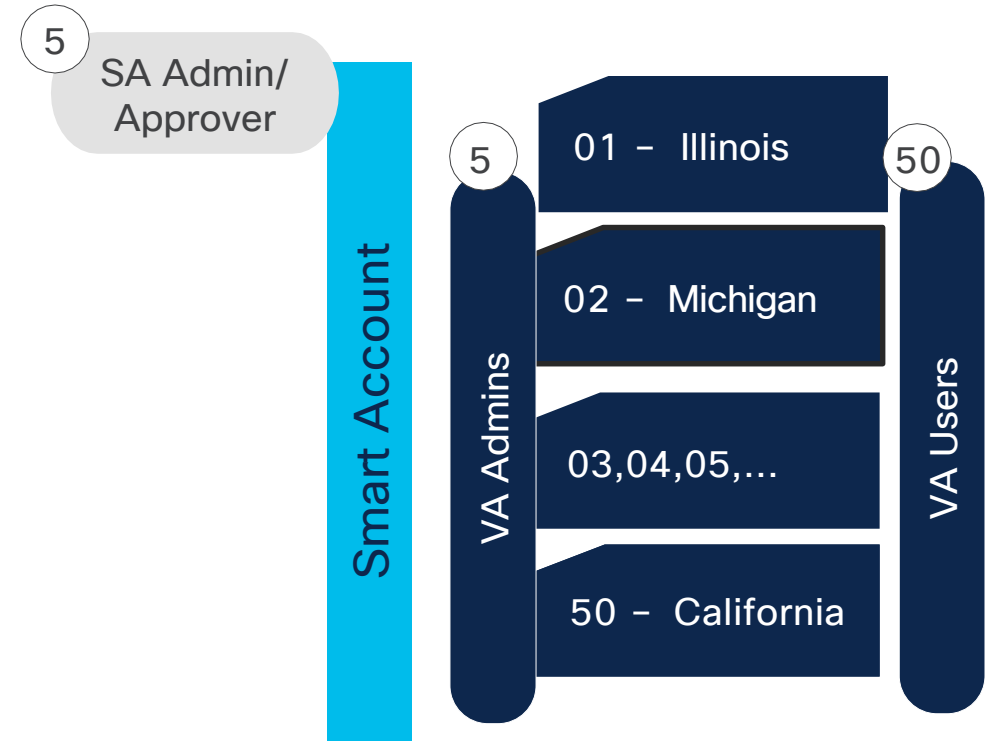 5
SA Admin/
Approver
Smart Account
5
VA Admins
01 – Illinois
02 – Michigan
03,04,05,...
50 – California
50
VA Users